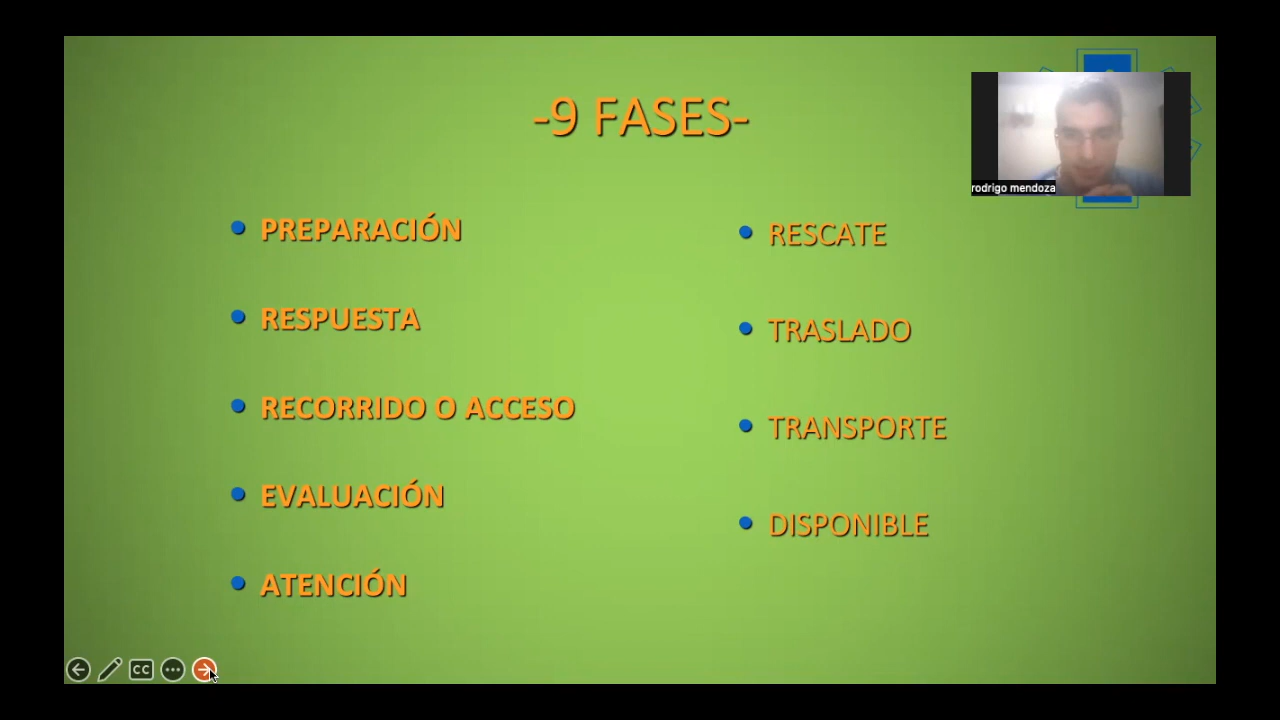 -9 FASES-
rodrigo mendoza
PREPARACIÓN
RESPUESTA
RECORRIDO O ACCESO
EVALUACIÓN
ATENCIÓN
RESCATE
TRASLADO
TRANSPORTE
DISPONIBLE
CC